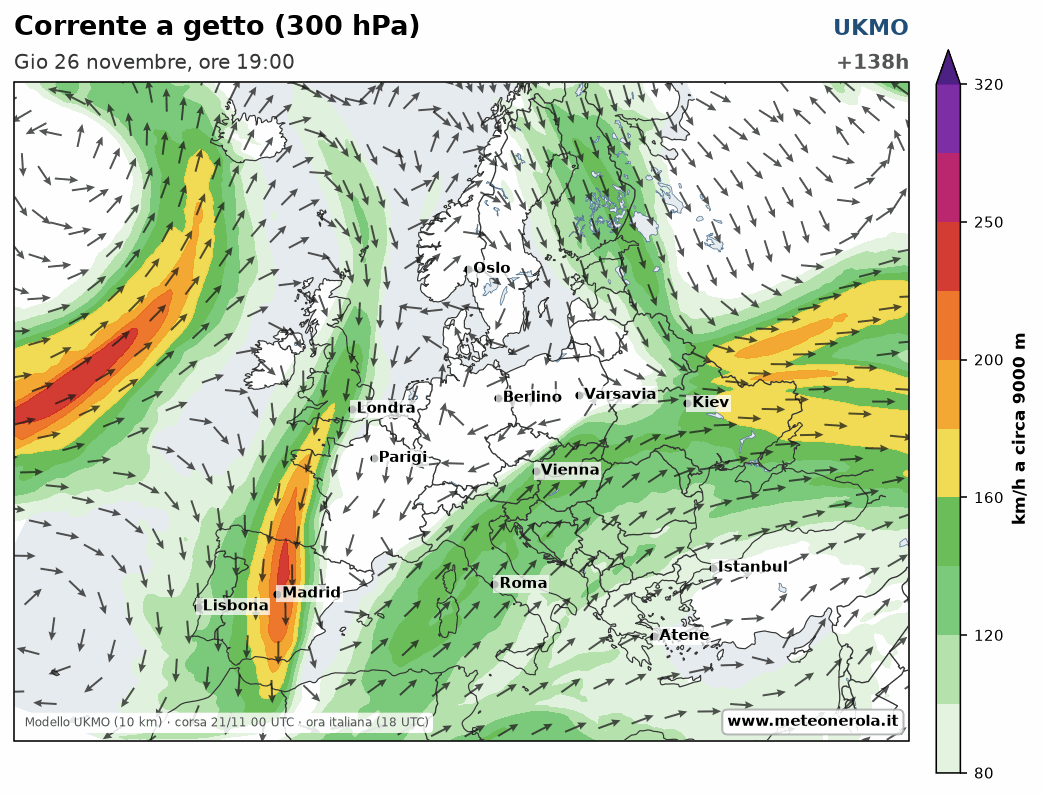 Corrente a getto (300 hPa)
UKMO
Gio 26 novembre, ore 19:00
+138h
320
250
200
160
120
80
km/h a circa 9000 m
Oslo
Londra
Berlino
Varsavia
Kiev
Parigi
Vienna
Istanbul
Roma
Madrid
Lisbona
Atene
Modello UKMO (10 km) · corsa 21/11 00 UTC · ora italiana (18 UTC)
www.meteonerola.it